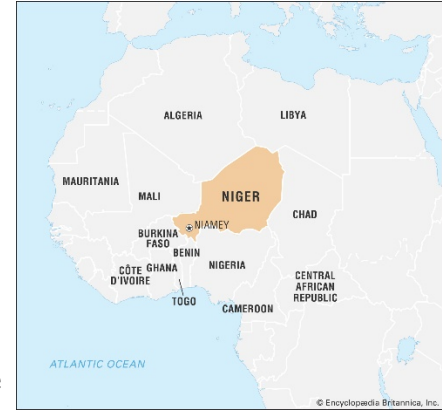 ALGERIA
LIBYA
MAURITANIA
MALI
NIGER
CHAD
NIAMEY
BURKINA
FASO
BENIN
NIGERIA
CÔTE
D'IVOIRE
GHANA
TOGO
CAMEROON
CENTRAL
AFRICAN
REPUBLIC
ATLANTIC OCEAN
© Encyclopædia Britannica, Inc.